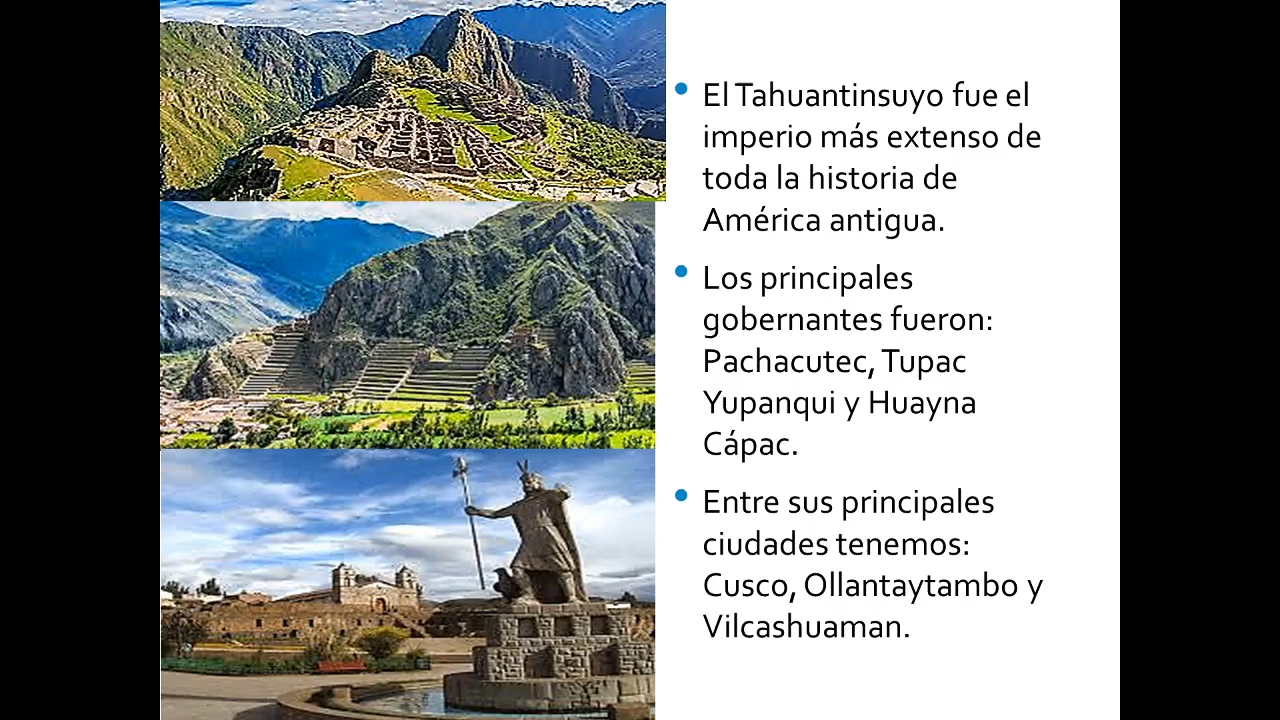 • El Tahuantinsuyo fue el
imperio más extenso de
toda la historia de
América antigua.
• Los principales
gobernantes fueron:
Pachacutec, Tupac
Yupanqui y Huayna
Cápac.
• Entre sus principales
ciudades tenemos:
Cusco, Ollantaytambo y
Vilcashuaman.